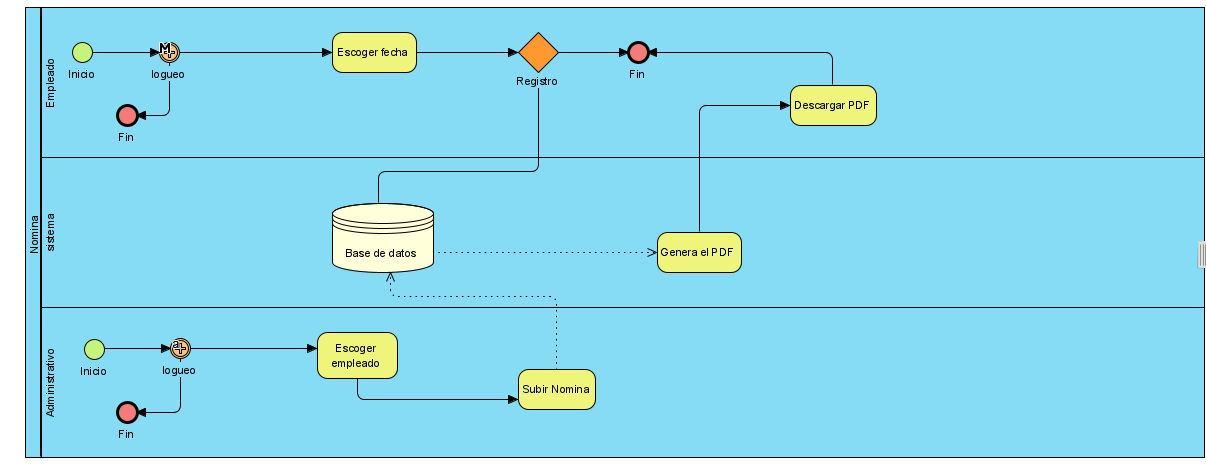 Nomina
Empleado
Inicio
logueo
Fin
Escoger fecha
Registro
Fin
Descargar PDF
sistema
Base de datos
Genera el PDF
Administrativo
Inicio
logueo
Fin
Escoger
empleado
Subir Nomina